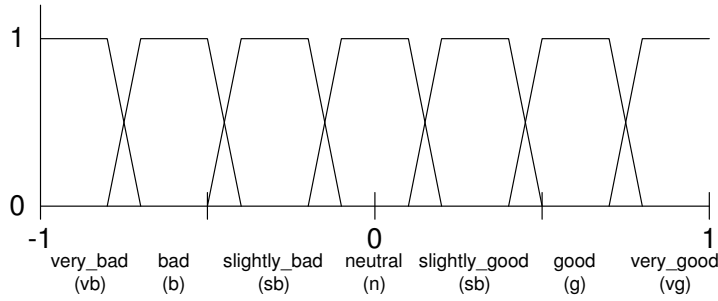 1
0
-1 0 1
very_bad bad slightly_bad neutral slightly_good good very_good
(vb) (b) (sb) (n) (sb) (g) (vg)